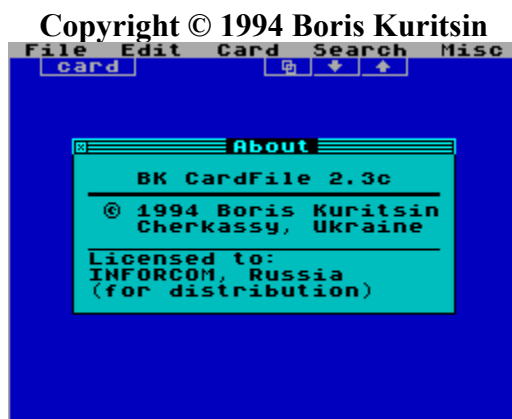 Copyright © 1994 Boris Kuritsin
File Edit Card Search Misc
card
About
BK CardFile 2.3c
© 1994 Boris Kuritsin
Cherkassy, Ukraine
Licensed to:
INFORCOM, Russia
(for distribution)